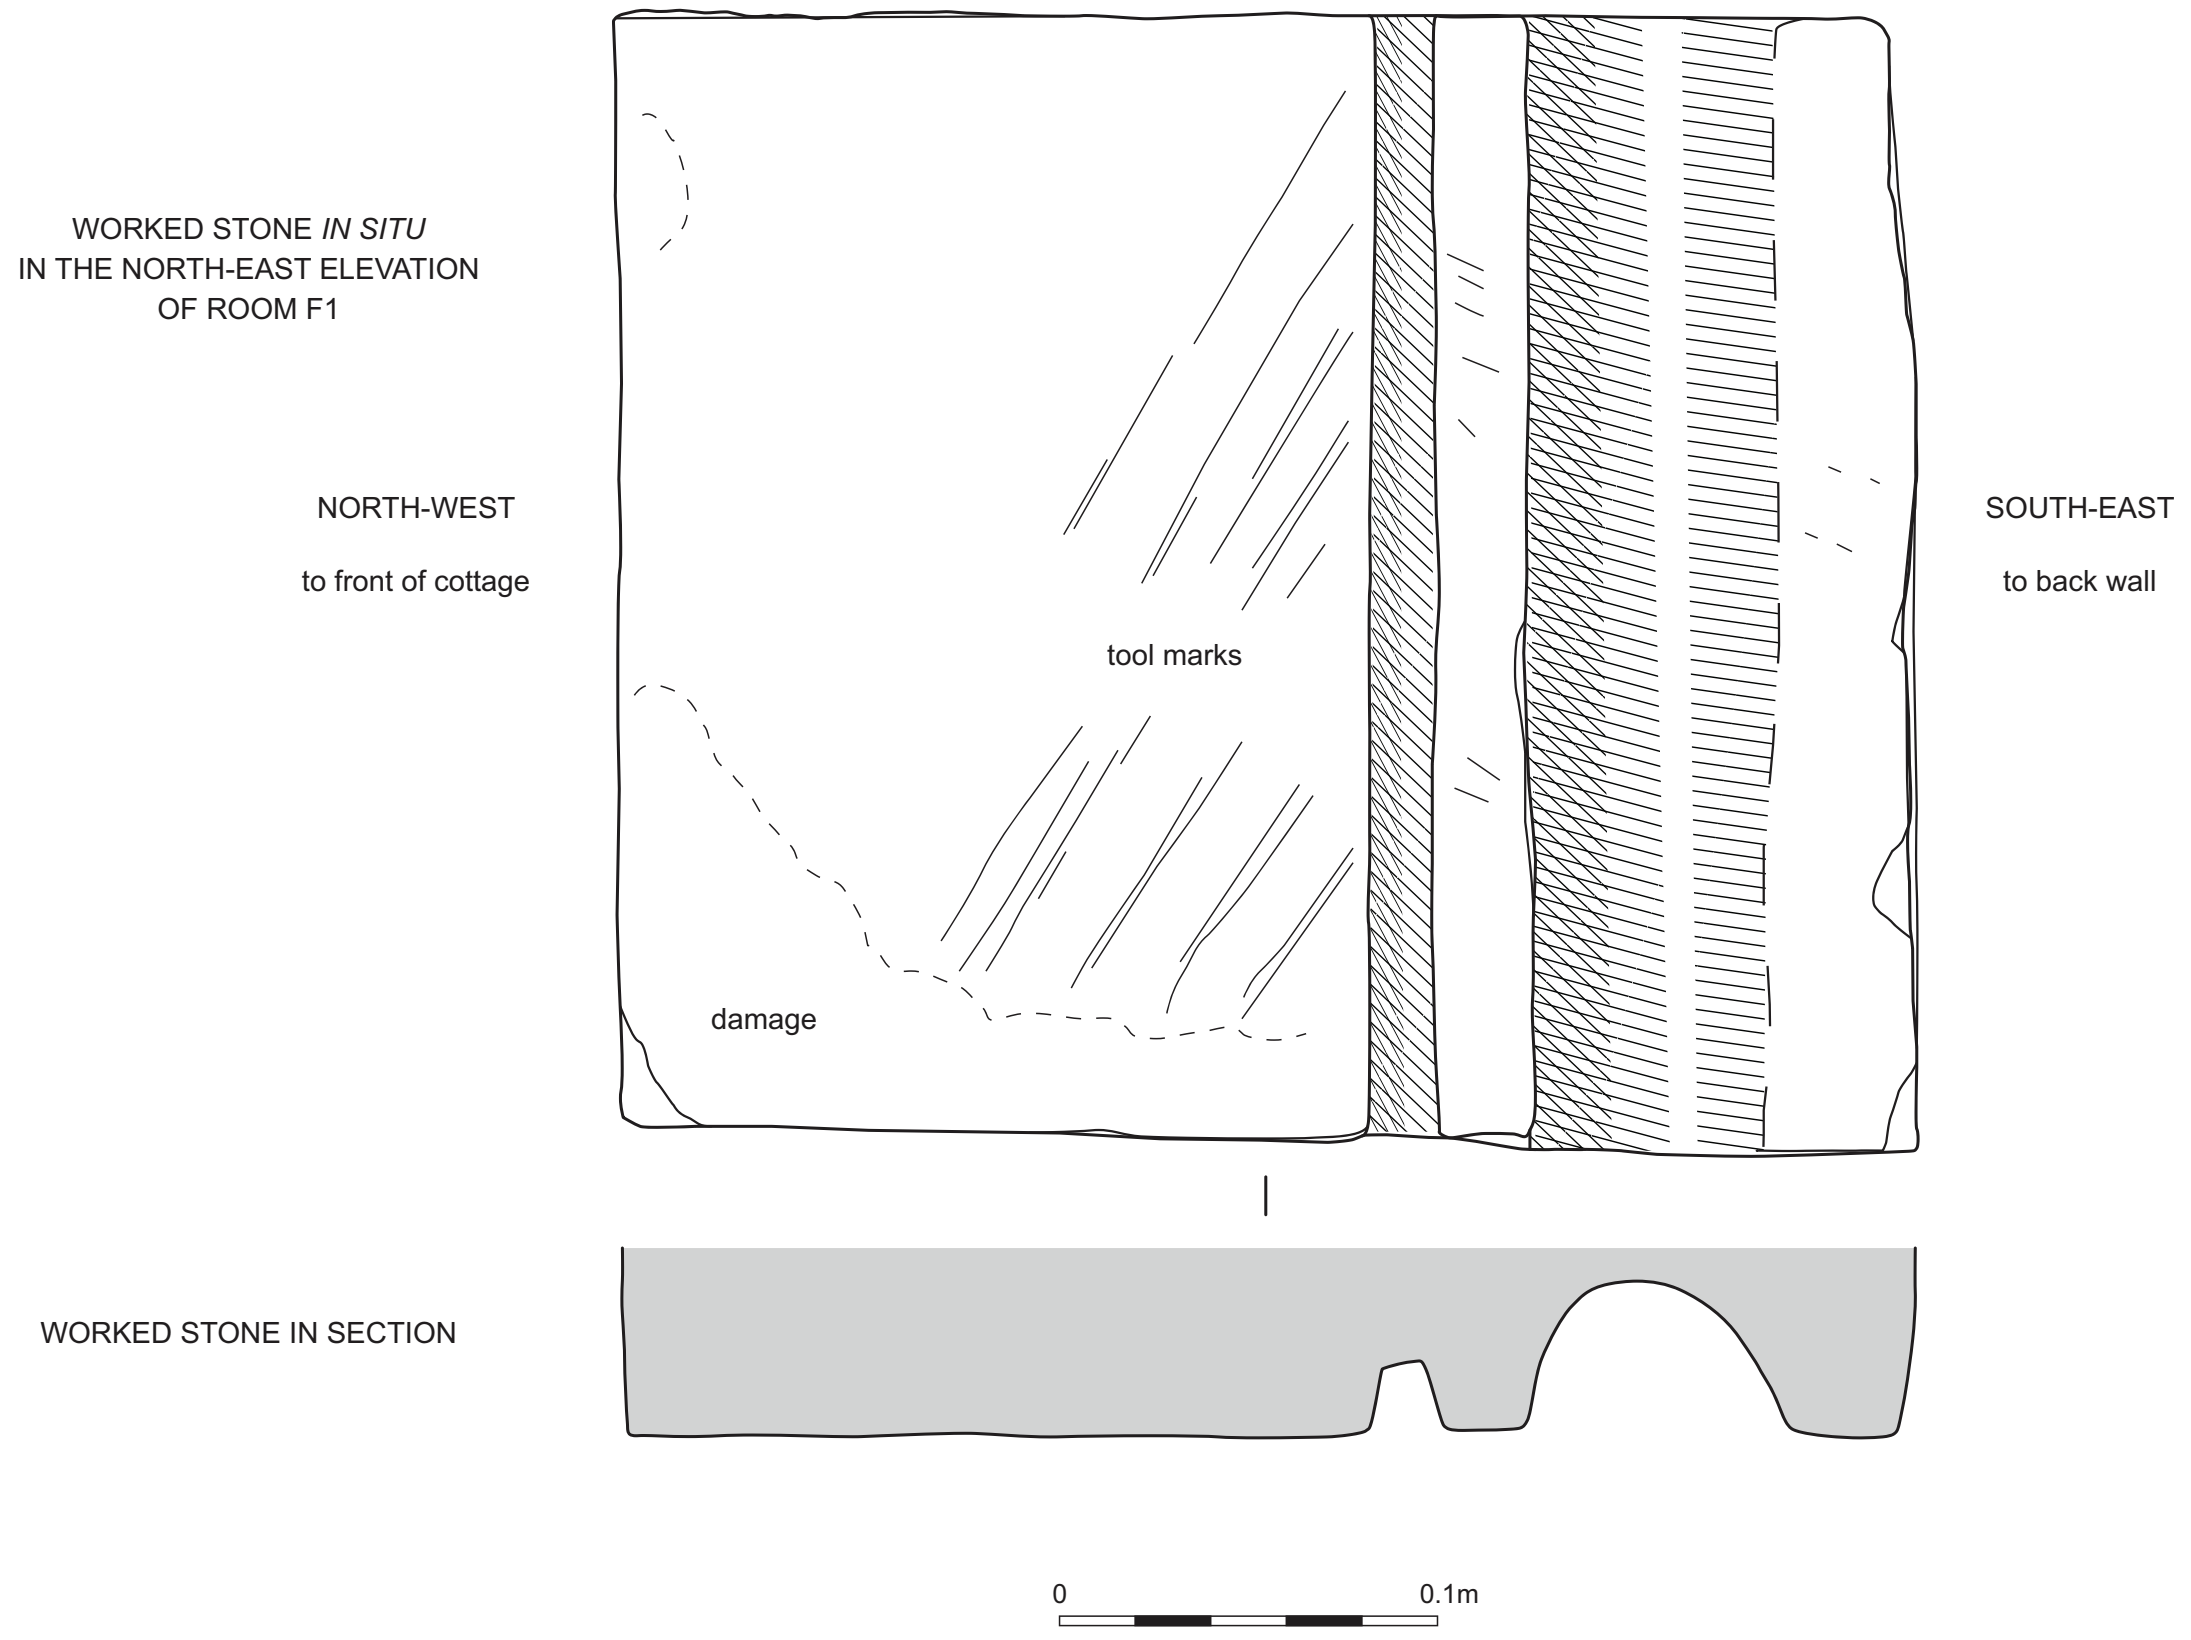 WORKED STONE IN SITU
IN THE NORTH-EAST ELEVATION
OF ROOM F1
NORTH-WEST
to front of cottage
SOUTH-EAST
to back wall
tool marks
damage
WORKED STONE IN SECTION
0 0.1m